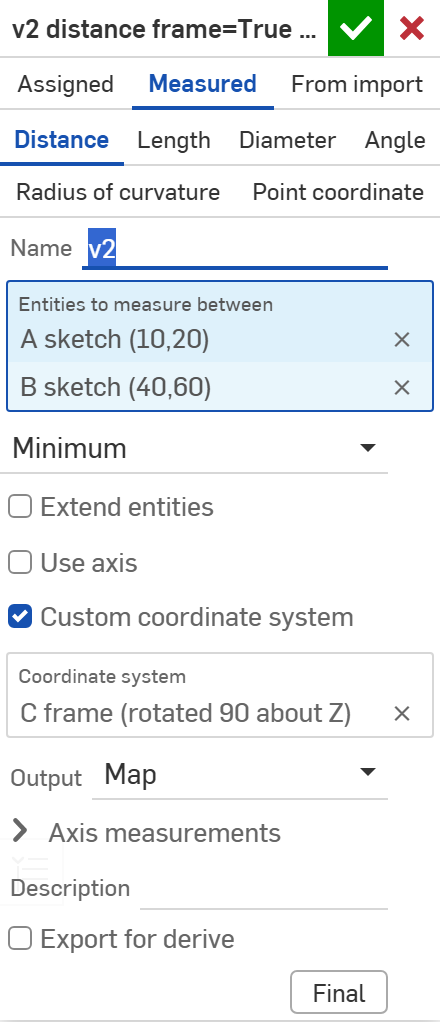 v2 distance frame=True ...
Assigned Measured From import
Distance Length Diameter Angle
Radius of curvature Point coordinate
Name v2
Entities to measure between
A sketch (10,20)
B sketch (40,60)
Minimum
Extend entities
Use axis
Custom coordinate system
Coordinate system
C frame (rotated 90 about Z)
Output Map
Axis measurements
Description
Export for derive
Final